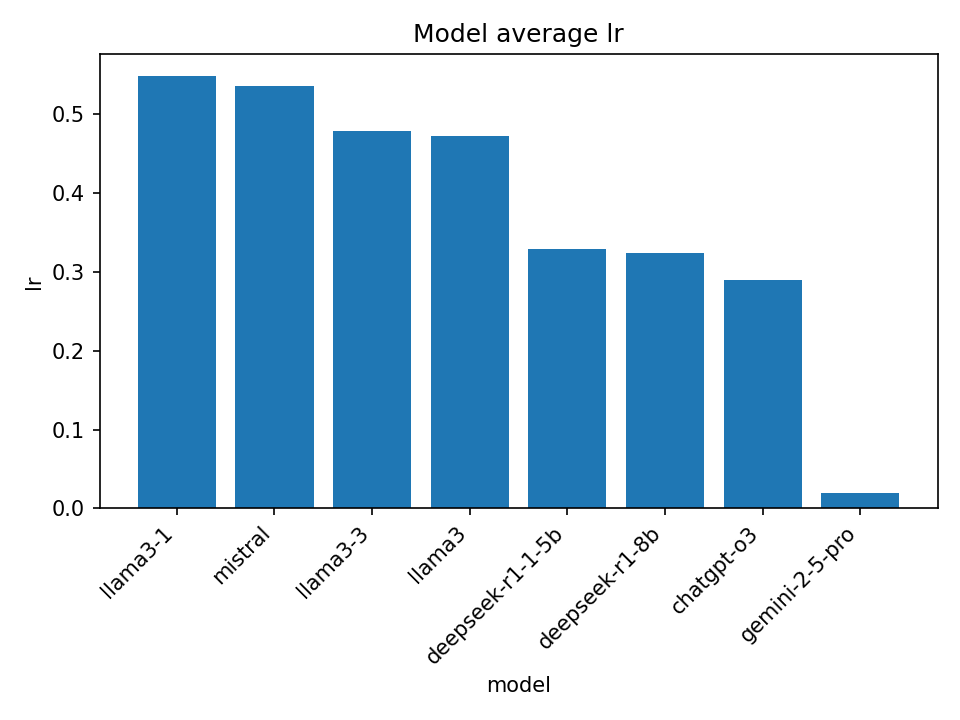 Model average lr
lr
0.5
0.4
0.3
0.2
0.1
0.0
llama3-1
mistral
llama3-3
llama3
deepseek-r1-1-5b
deepseek-r1-8b
chatgpt-o3
gemini-2-5-pro
model